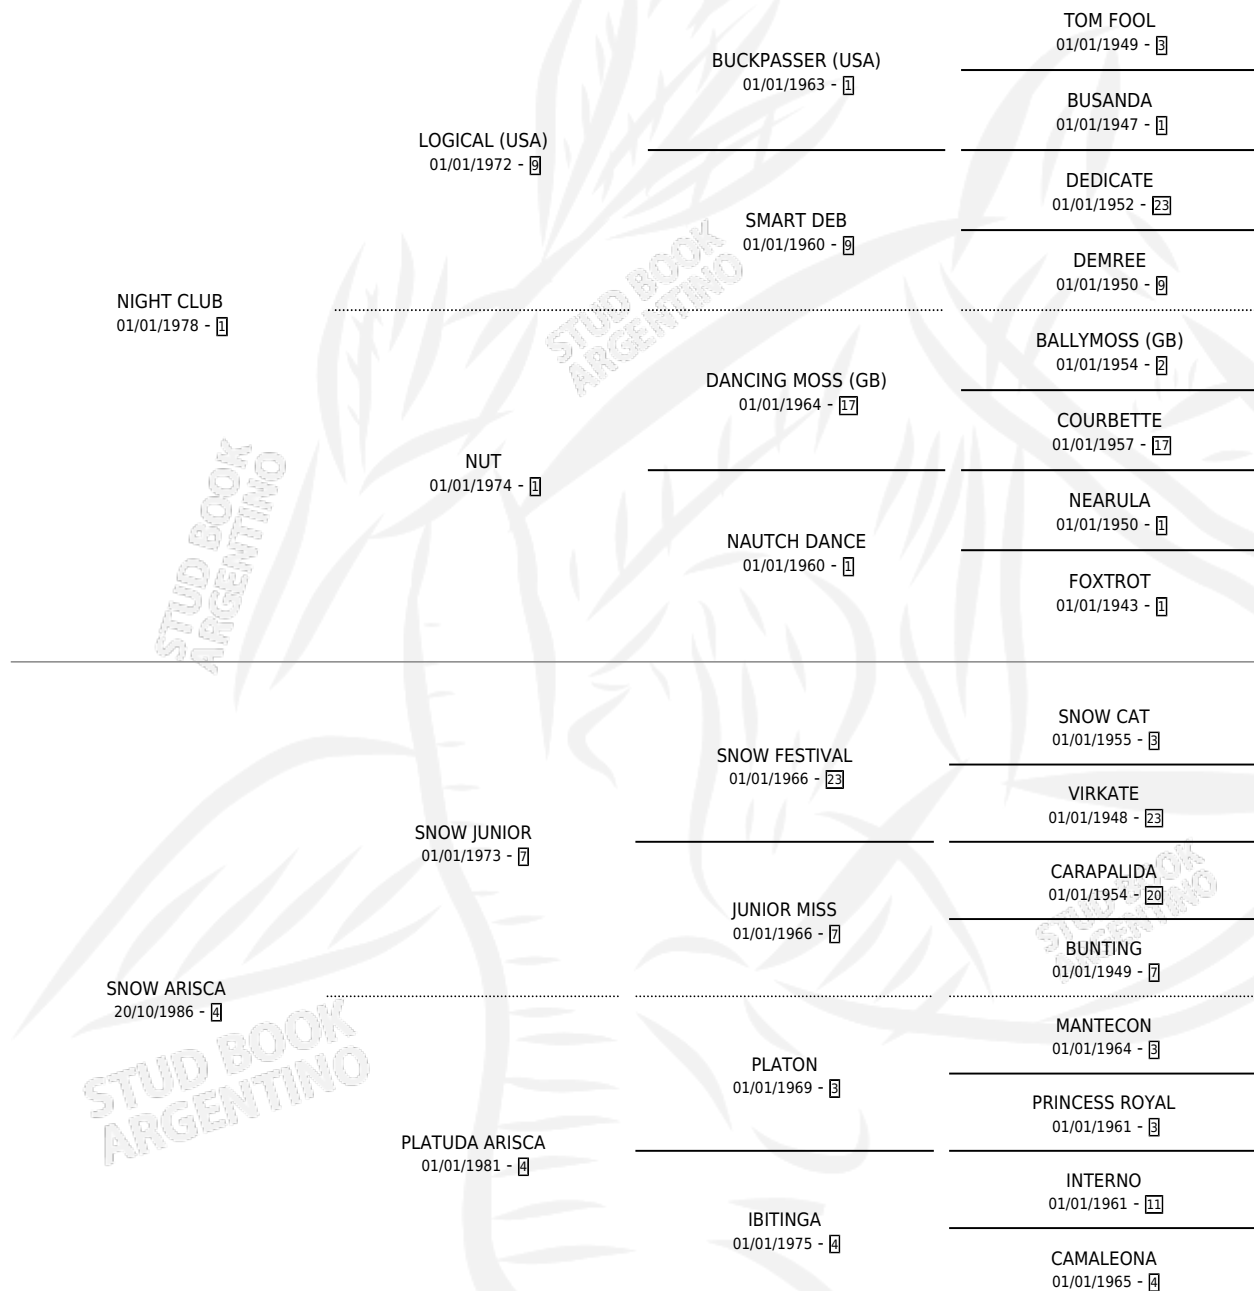 TOM FOOL
01/01/1949 - 3
BUCKPASSER (USA)
01/01/1963 - 1
BUSANDA
01/01/1947 - 1
LOGICAL (USA)
01/01/1972 - 9
DEDICATE
01/01/1952 - 23
SMART DEB
01/01/1960 - 9
DEMREE
01/01/1950 - 9
NIGHT CLUB
01/01/1978 - 1
STUD BOOK
ARGENTINO
BALLYMOSS (GB)
01/01/1954 - 2
DANCING MOSS (GB)
01/01/1964 - 17
COURBETTE
01/01/1957 - 17
NUT
01/01/1974 - 1
NEARULA
01/01/1950 - 1
NAUTCH DANCE
01/01/1960 - 1
FOXTROT
01/01/1943 - 1
STUD BOOK
ARGENTINO
SNOW CAT
01/01/1955 - 3
SNOW FESTIVAL
01/01/1966 - 23
VIRKATE
01/01/1948 - 23
SNOW JUNIOR
01/01/1973 - 7
CARAPALIDA
01/01/1954 - 20
JUNIOR MISS
01/01/1966 - 7
BUNTING
01/01/1949 - 7
STUD BOOK
ARGENTINO
SNOW ARISCA
20/10/1986 - 4
MANTECON
01/01/1964 - 3
PLATON
01/01/1969 - 3
PRINCESS ROYAL
01/01/1961 - 3
STUD BOOK
ARGENTINO
PLATUDA ARISCA
01/01/1981 - 4
INTERNO
01/01/1961 - 11
IBITINGA
01/01/1975 - 4
CAMALEONA
01/01/1965 - 4